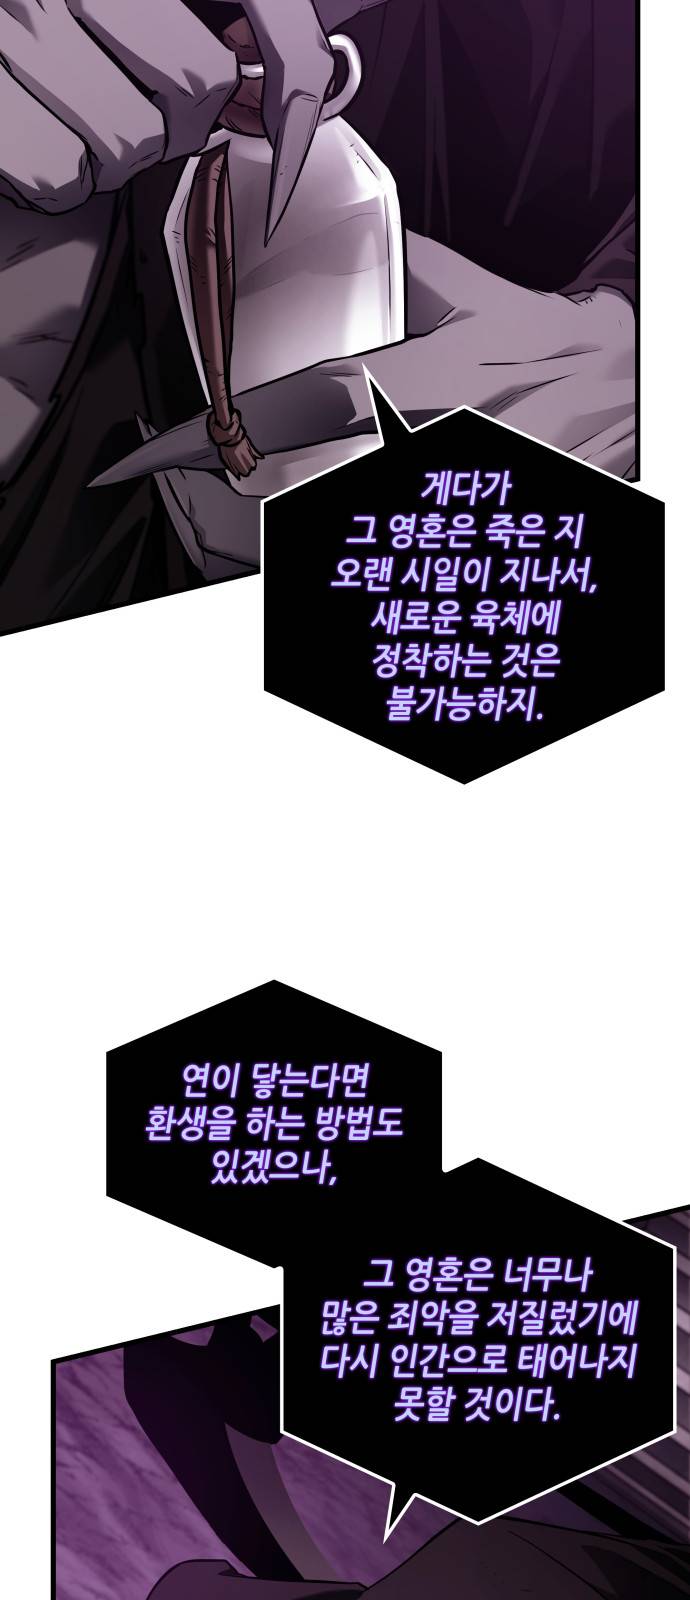 게다가
그 영혼은 죽은 지
오랜 시일이 지나서,
새로운 육체에
정착하는 것은
불가능하지.
연이 닿는다면
환생을 하는 방법도
있겠으나,
그 영혼은 너무나
많은 죄악을 저질렀기에
다시 인간으로 태어나지
못할 것이다.